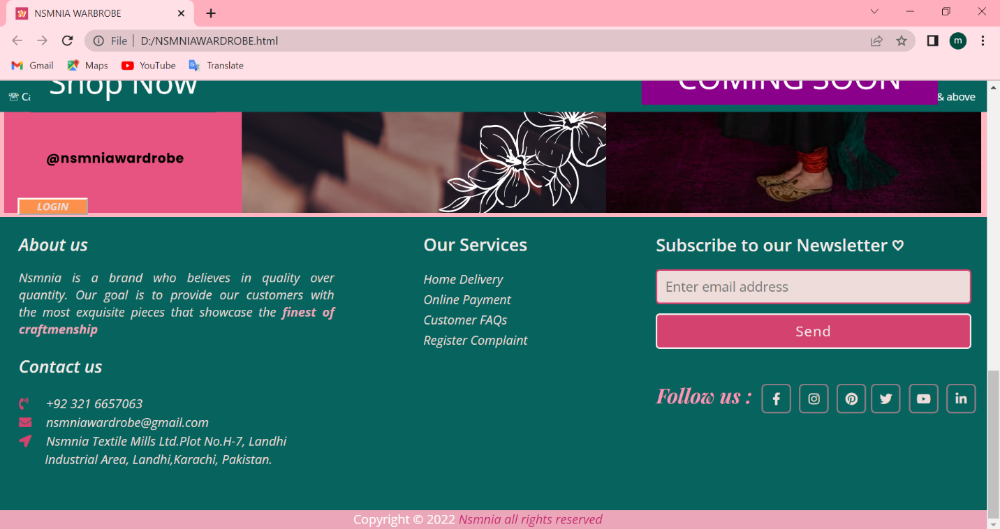 NSMNIA WARBROBE
File | D:/NSMNIAWARDROBE.html
m
Gmail Maps YouTube Translate
Shop Now COMING SOON
& above
@nsmniawardrobe
LOGIN
About us
Nsmnia is a brand who believes in quality over
quantity. Our goal is to provide our customers with
the most exquisite pieces that showcase the finest of
craftmenship
Contact us
+92 321 6657063
nsmniawardrobe@gmail.com
Nsmnia Textile Mills Ltd.Plot No.H-7, Landhi
Industrial Area, Landhi,Karachi, Pakistan.
Our Services
Home Delivery
Online Payment
Customer FAQs
Register Complaint
Subscribe to our Newsletter ♡
Enter email address
Send
Follow us :
Copyright © 2022 Nsmnia all rights reserved